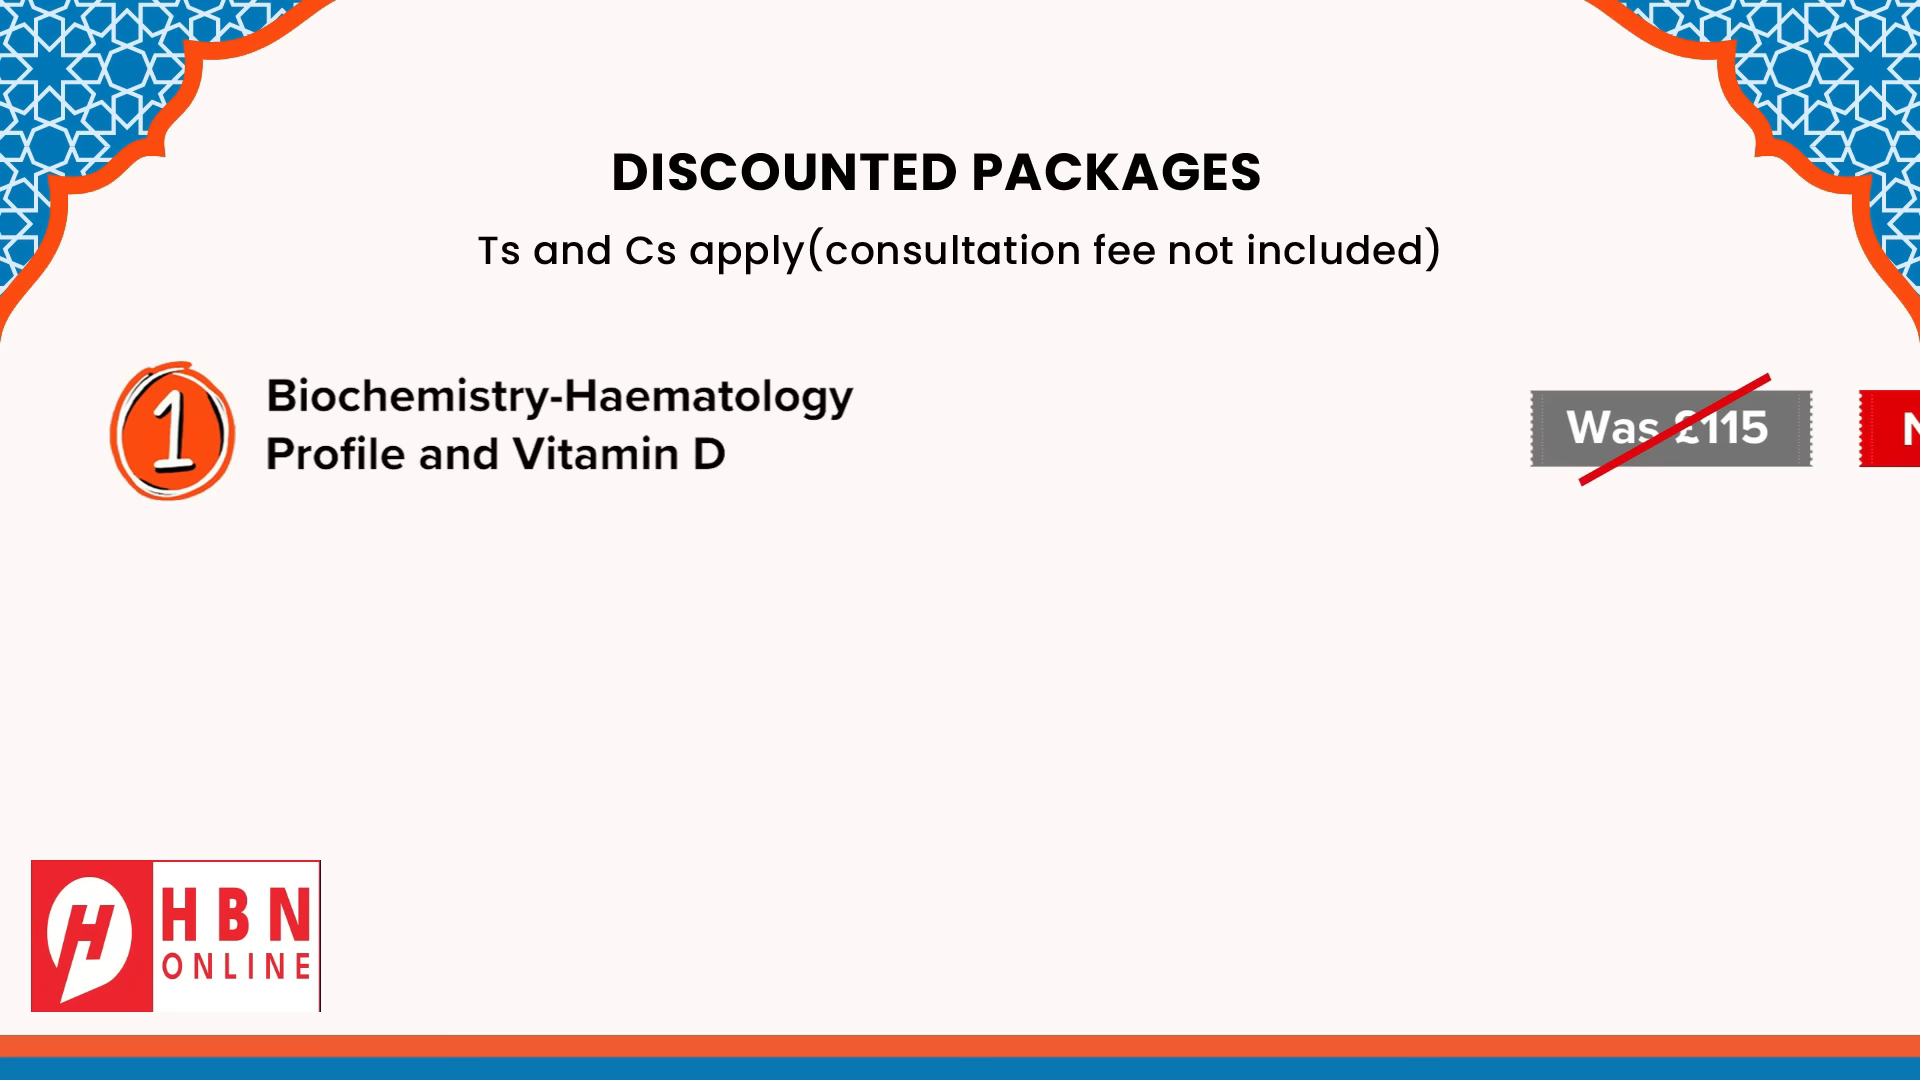 DISCOUNTED PACKAGES
Ts and Cs apply(consultation fee not included)
1
Biochemistry-Haematology
Profile and Vitamin D
Was £115
H
HBN
ONLINE